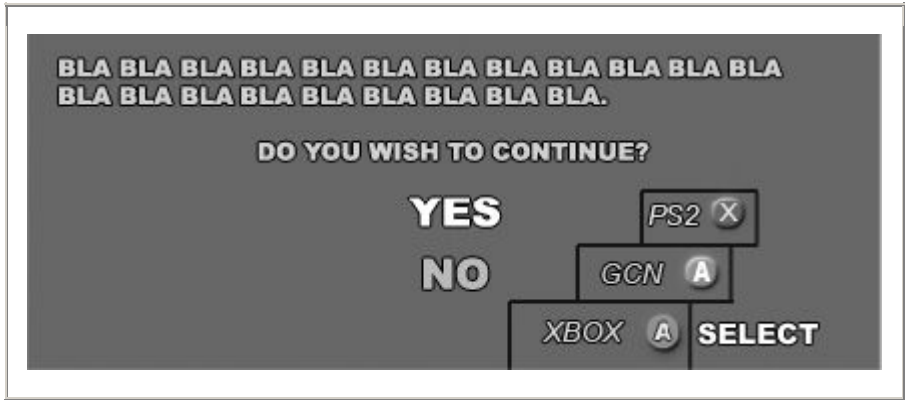 BLA BLA BLA BLA BLA BLA BLA BLA BLA BLA BLA BLA
BLA BLA BLA BLA BLA BLA BLA BLA BLA.
DO YOU WISH TO CONTINUE?
YES
PS2 X
NO
GCN A
XBOX A SELECT